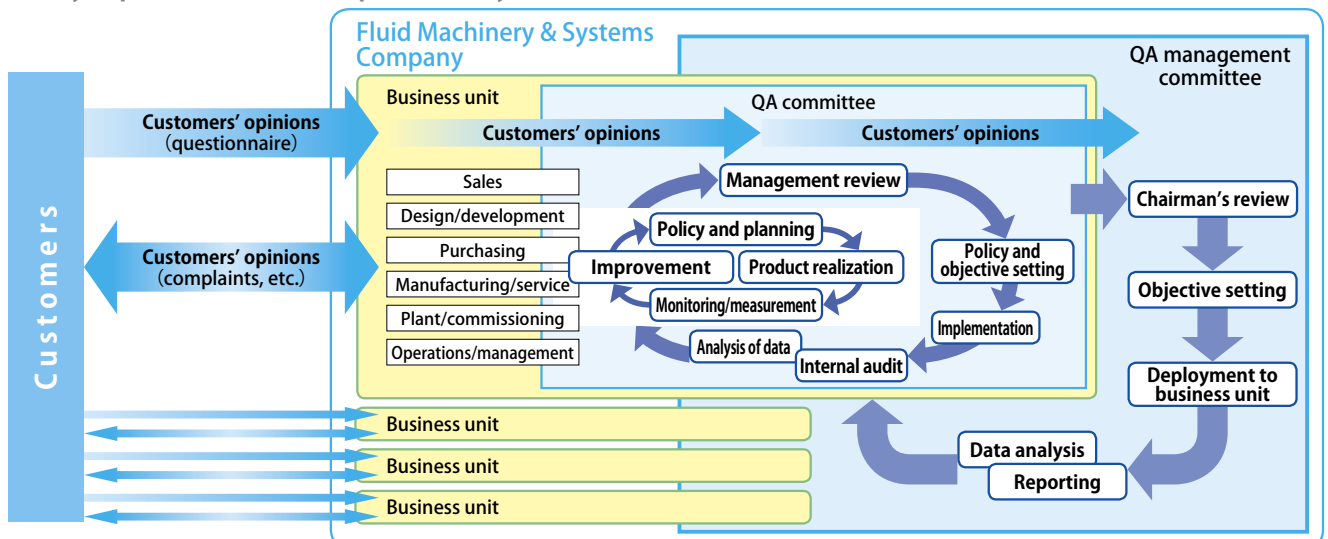 Fluid Machinery & Systems
Company
QA management
committee
Business unit
QA committee
Customers' opinions
(questionnaire)
Customers' opinions
Customers' opinions
Customers
Customers' opinions
(complaints, etc.)
Sales
Design/development
Purchasing
Manufacturing/service
Plant/commissioning
Operations/management
Management review
Policy and planning
Improvement
Product realization
Monitoring/measurement
Policy and
objective setting
Implementation
Analysis of data
Internal audit
Chairman's review
Objective setting
Deployment to
business unit
Data analysis
Reporting
Business unit
Business unit
Business unit